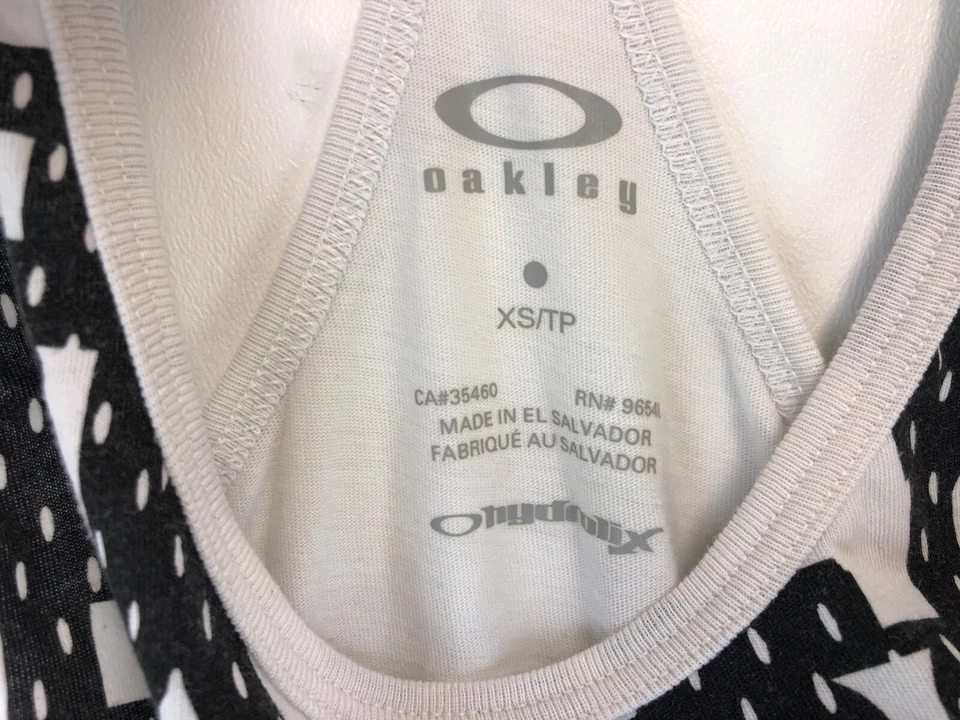 oakley
XS/TP
CA#35460 RN# 9654
MADE IN EL SALVADOR
FABRIQUÉ AU SALVADOR
Ohydrolix